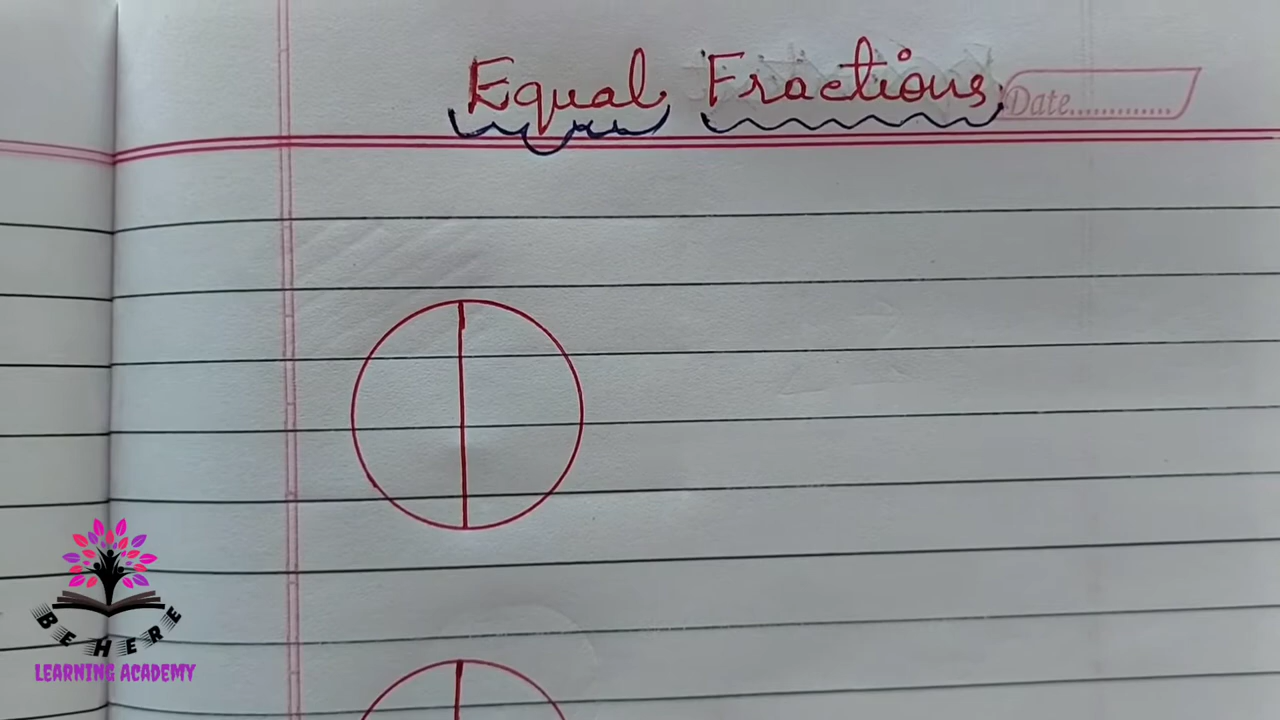 Equal Fractions
Date.............
BEHERE
LEARNING ACADEMY